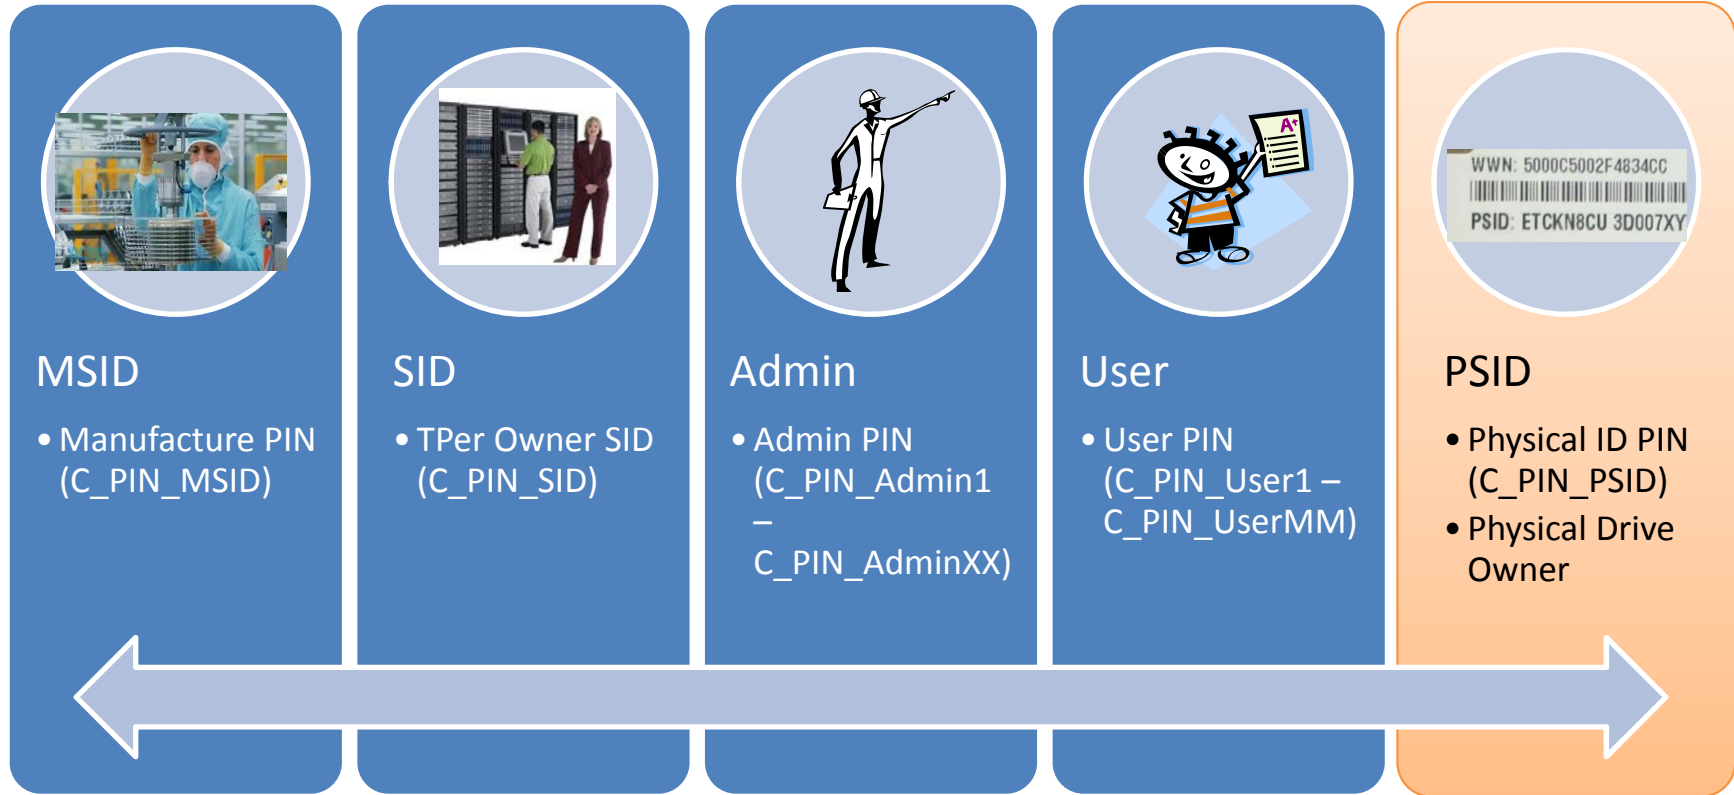 A+
WWN: 5000C5002F4834CC
PSID: ETCKN8CU 3D007XY
MSID
• Manufacture PIN
(C_PIN_MSID)
SID
• TPer Owner SID
(C_PIN_SID)
Admin
• Admin PIN
(C_PIN_Admin1
–
C_PIN_AdminXX)
User
• User PIN
(C_PIN_User1 –
C_PIN_UserMM)
PSID
• Physical ID PIN
(C_PIN_PSID)
• Physical Drive
Owner